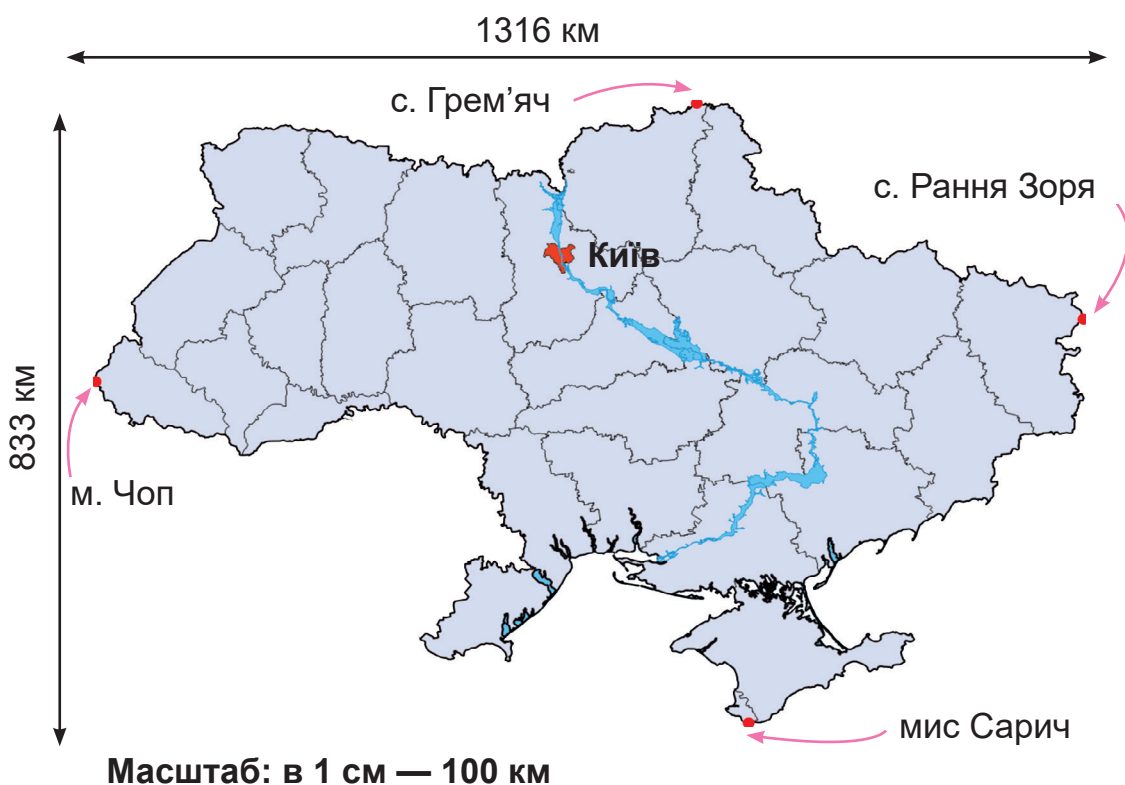 1316 км
с. Грем’яч
с. Рання Зоря
Київ
833 км
м. Чоп
мис Сарич
Масштаб: в 1 см — 100 км